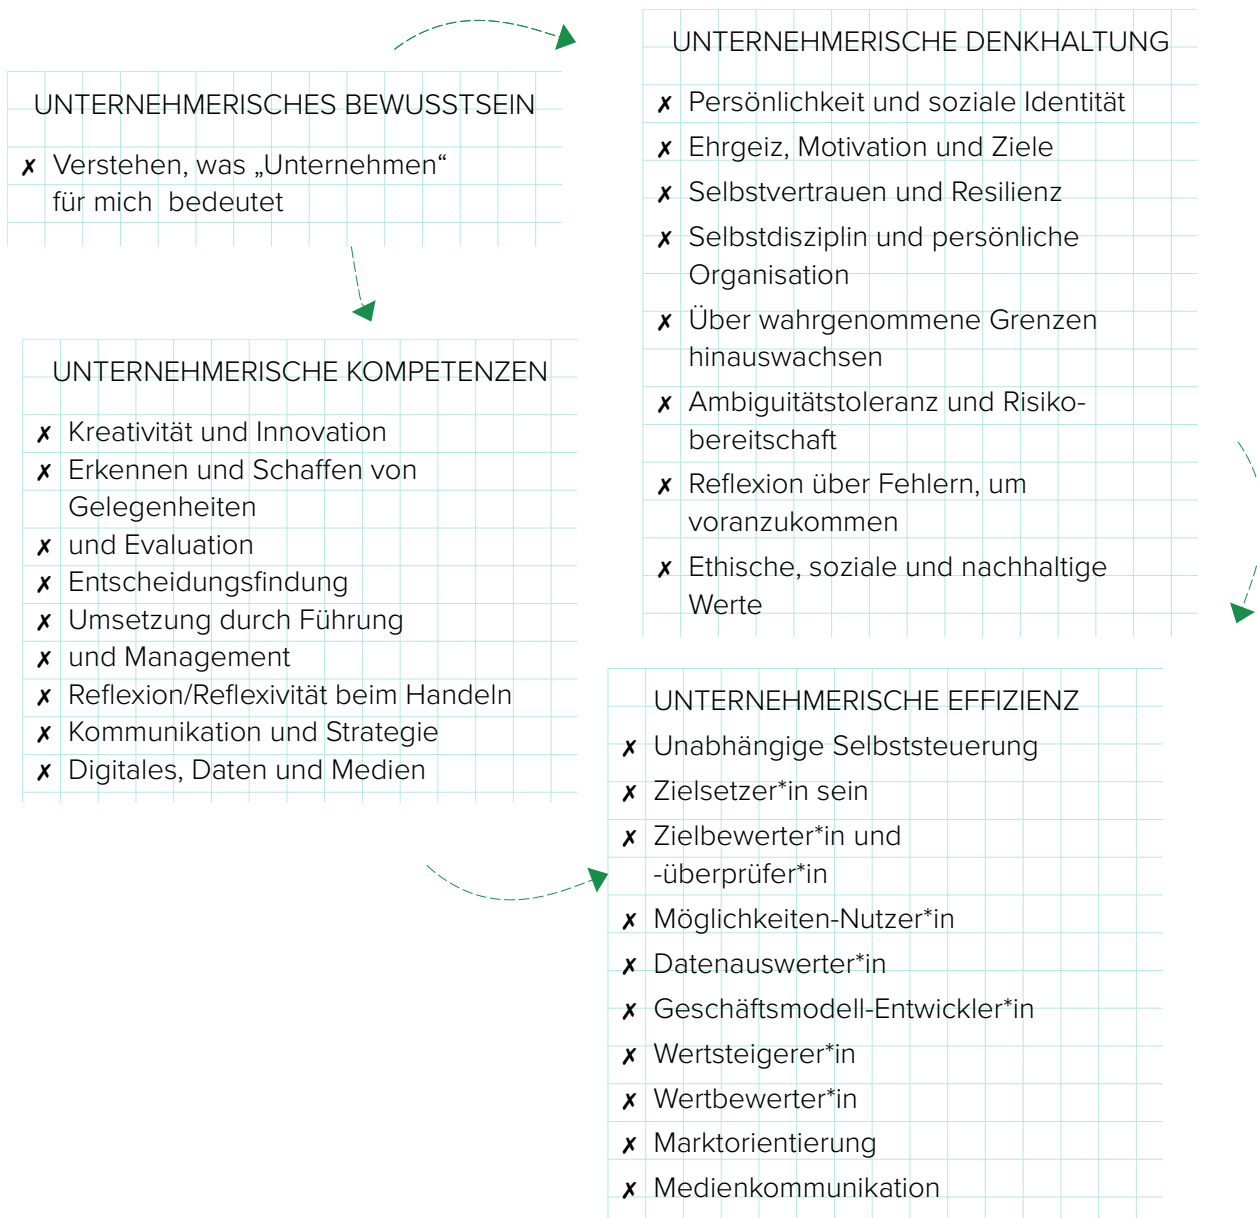 UNTERNEHMERISCHES BEWUSSTSEIN
✗ Verstehen, was „Unternehmen“
für mich bedeutet
UNTERNEHMERISCHE DENKHALTUNG
✗ Persönlichkeit und soziale Identität
✗ Ehrgeiz, Motivation und Ziele
✗ Selbstvertrauen und Resilienz
✗ Selbstdisziplin und persönliche
Organisation
✗ Über wahrgenommene Grenzen
hinauswachsen
✗ Ambiguitätstoleranz und Risiko-
bereitschaft
✗ Reflexion über Fehlern, um
voranzukommen
✗ Ethische, soziale und nachhaltige
Werte
UNTERNEHMERISCHE KOMPETENZEN
✗ Kreativität und Innovation
✗ Erkennen und Schaffen von
Gelegenheiten
✗ und Evaluation
✗ Entscheidungsfindung
✗ Umsetzung durch Führung
✗ und Management
✗ Reflexion/Reflexivität beim Handeln
✗ Kommunikation und Strategie
✗ Digitales, Daten und Medien
UNTERNEHMERISCHE EFFIZIENZ
✗ Unabhängige Selbststeuerung
✗ Zielsetzer*in sein
✗ Zielbewerter*in und
-überprüfer*in
✗ Möglichkeiten-Nutzer*in
✗ Datenauswerter*in
✗ Geschäftsmodell-Entwickler*in
✗ Wertsteigerer*in
✗ Wertbewerter*in
✗ Marktorientierung
✗ Medienkommunikation